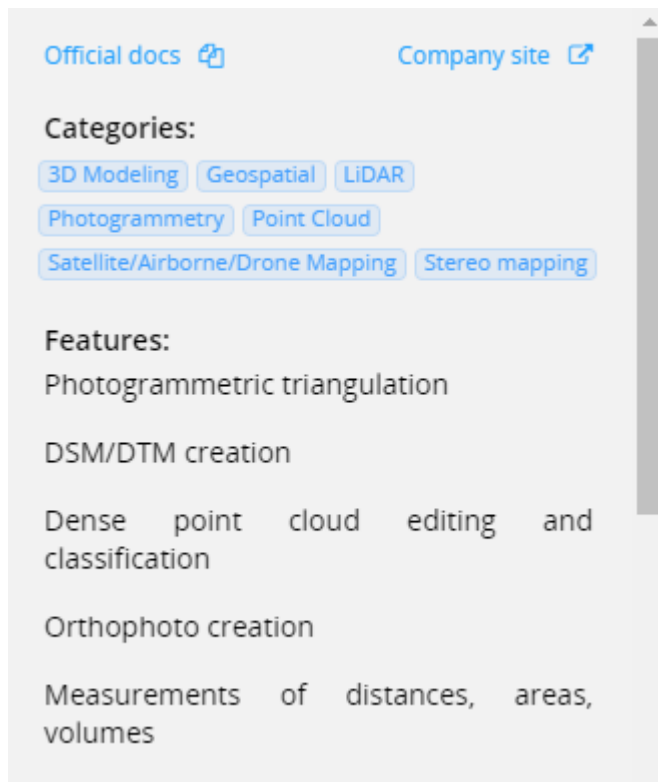 Official docs Company site
Categories:
3D Modeling Geospatial LiDAR
Photogrammetry Point Cloud
Satellite/Airborne/Drone Mapping Stereo mapping
Features:
Photogrammetric triangulation
DSM/DTM creation
Dense point cloud editing and
classification
Orthophoto creation
Measurements of distances, areas,
volumes